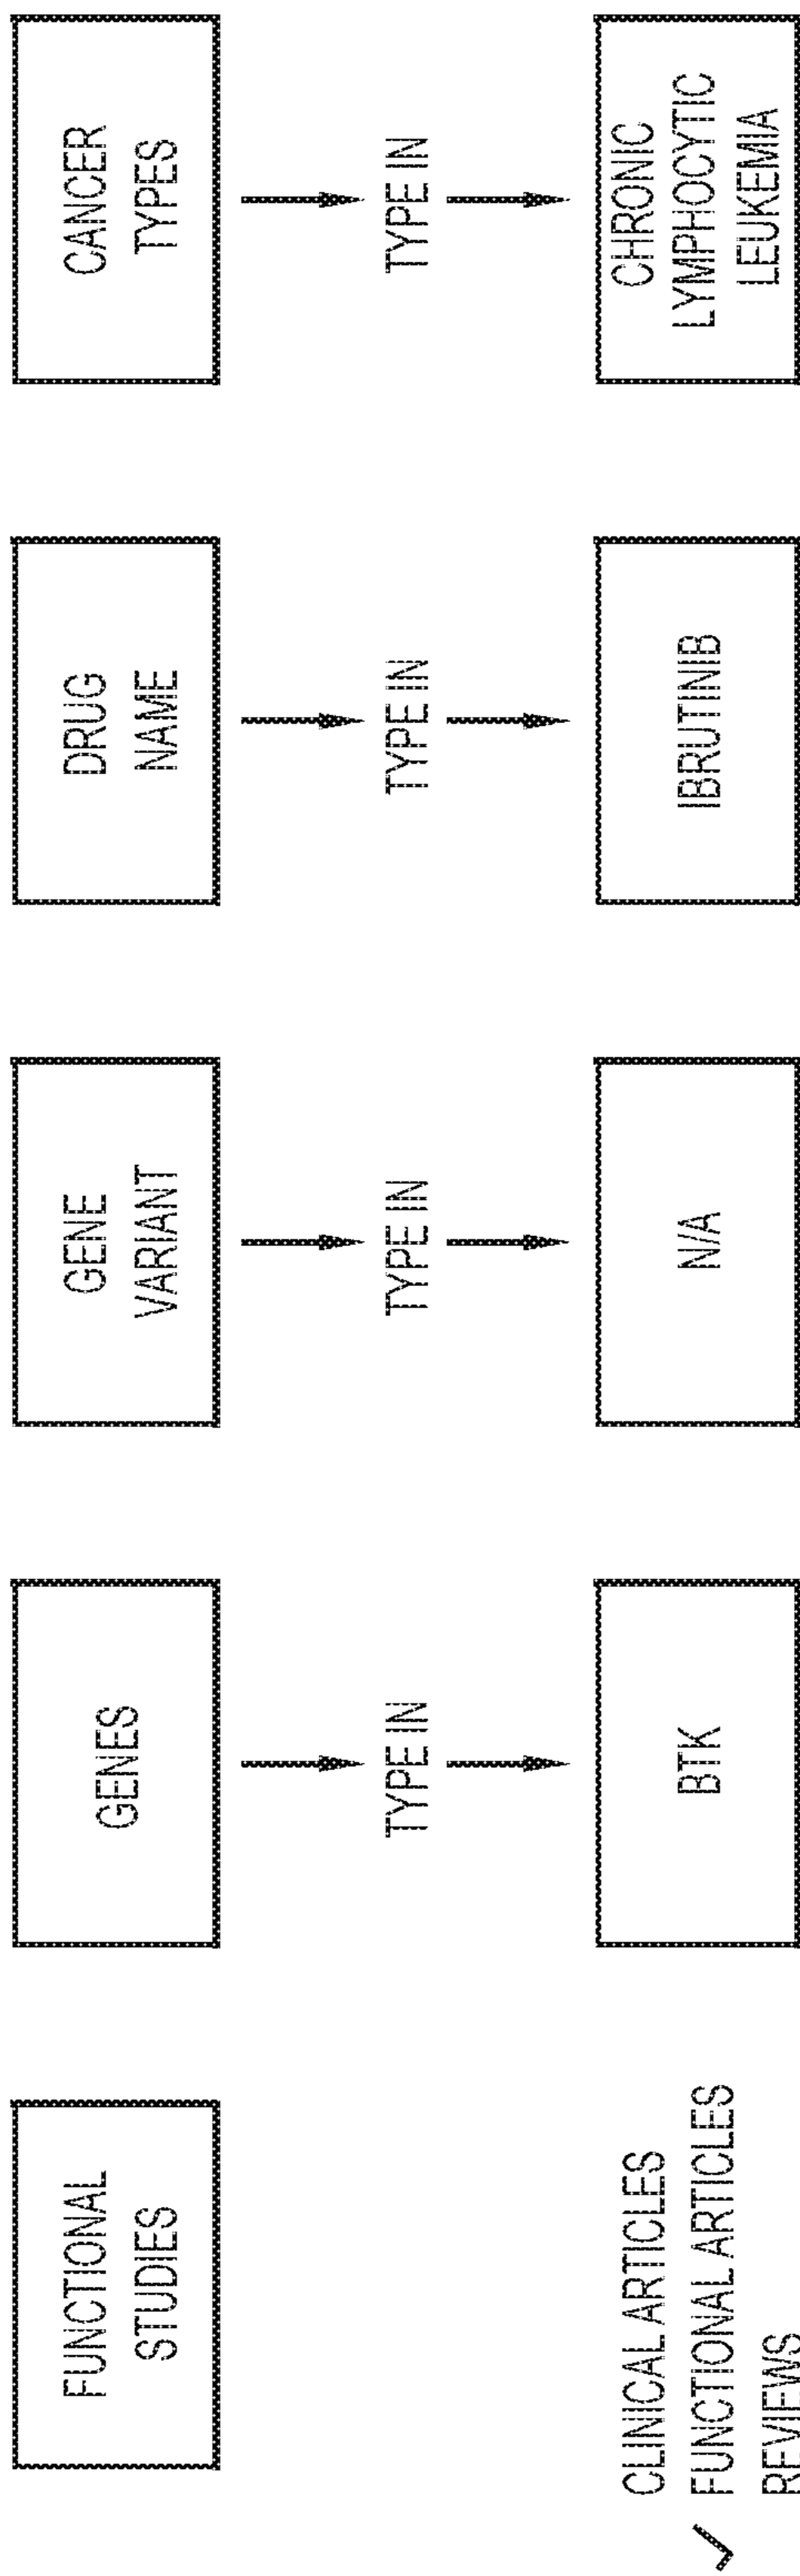 FUNCTIONAL
STUDIES
GENES
GENE
VARIANT
DRUG
NAME
CANCER
TYPES
TYPE IN
TYPE IN
TYPE IN
TYPE IN
CLINICAL ARTICLES
✓ FUNCTIONAL ARTICLES
REVIEWS
BTK
N/A
IBRUTINIB
CHRONIC
LYMPHOCYTIC
LEUKEMIA